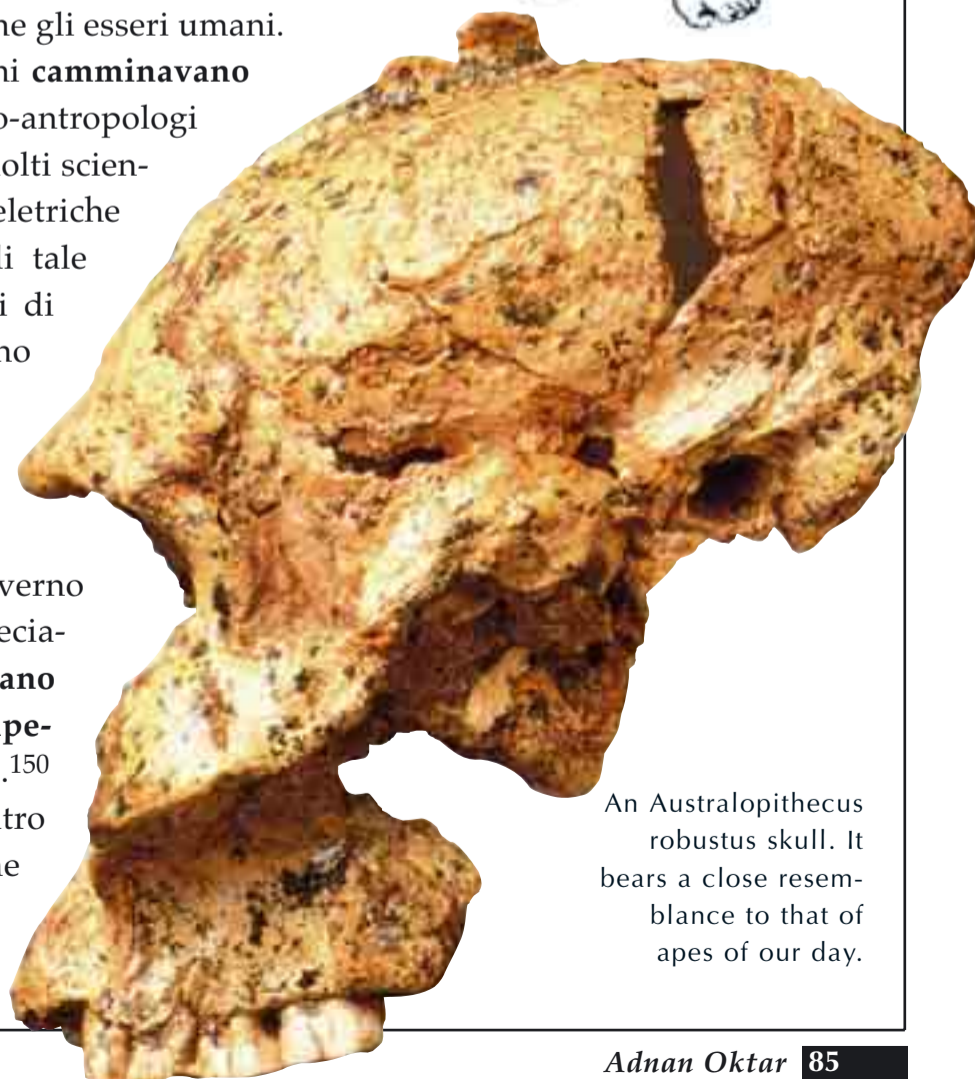 ne gli esseri umani.
ni camminavano
o-antropologi
olti scien-
eletriche
li tale
i di
no
verno
ecia-
ano
pe-
.150
tro
ne
An Australopithecus
robustus skull. It
bears a close resem-
blance to that of
apes of our day.
Adnan Oktar 85